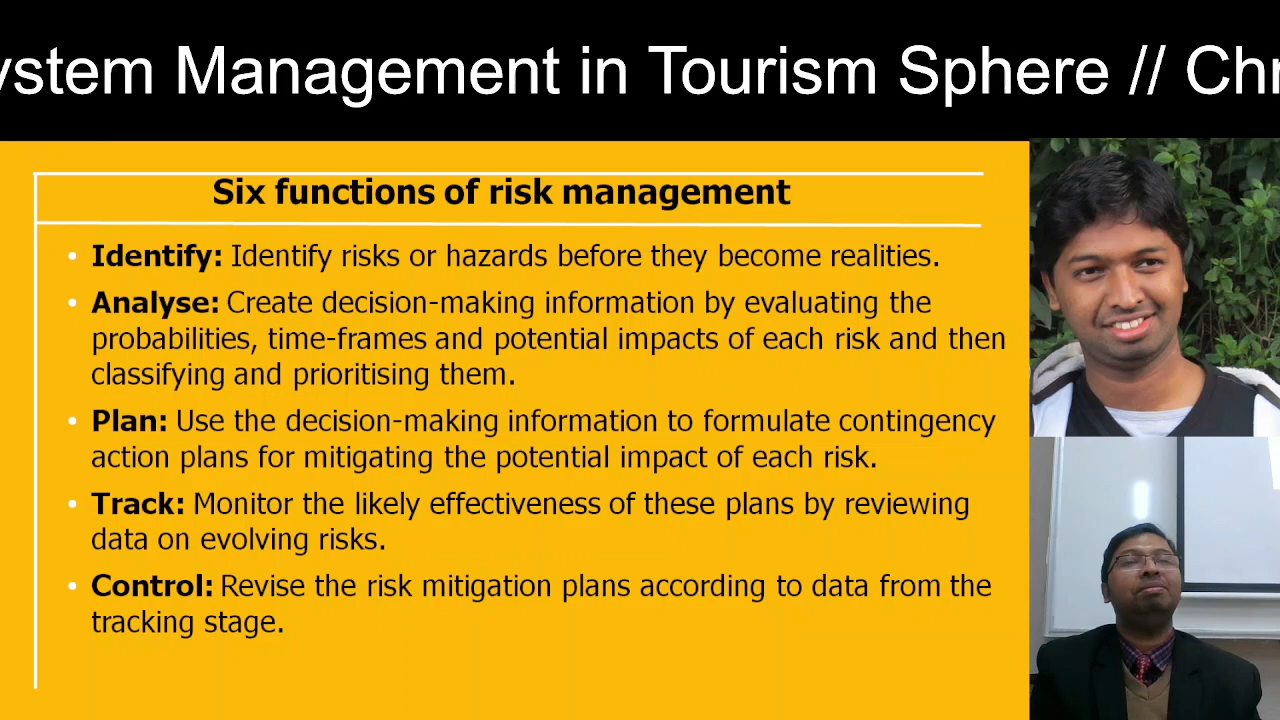 ystem Management in Tourism Sphere // Chr
Six functions of risk management
• Identify: Identify risks or hazards before they become realities.
• Analyse: Create decision-making information by evaluating the
probabilities, time-frames and potential impacts of each risk and then
classifying and prioritising them.
• Plan: Use the decision-making information to formulate contingency
action plans for mitigating the potential impact of each risk.
• Track: Monitor the likely effectiveness of these plans by reviewing
data on evolving risks.
• Control: Revise the risk mitigation plans according to data from the
tracking stage.